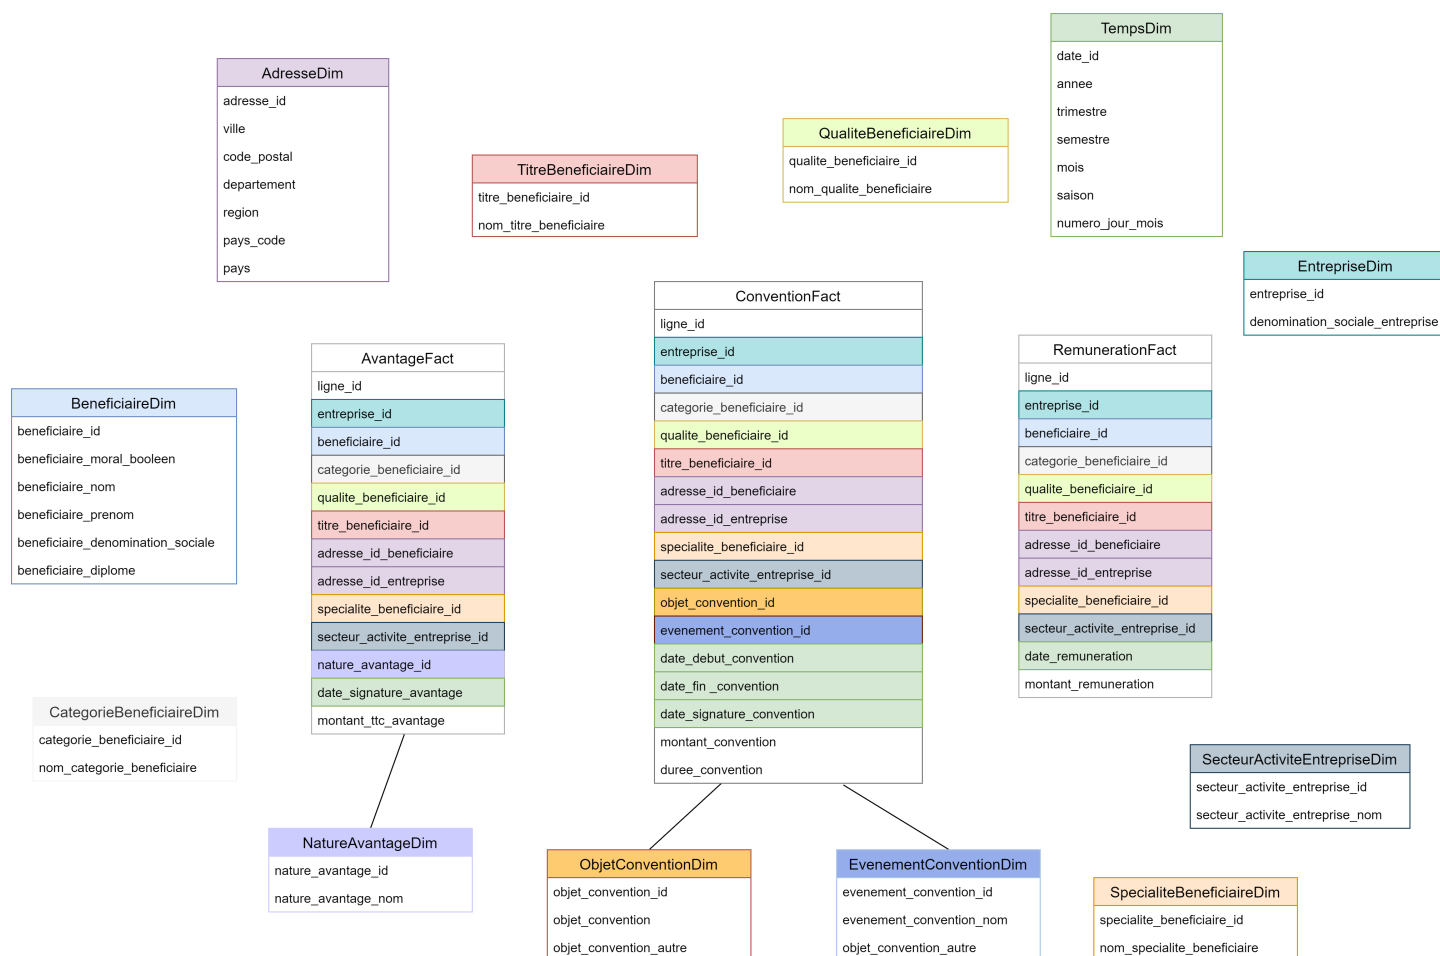 TempsDim
date_id
annee
trimestre
semestre
mois
saison
numero_jour_mois
AdresseDim
adresse_id
ville
code_postal
departement
region
pays_code
pays
TitreBeneficiaireDim
titre_beneficiaire_id
nom_titre_beneficiaire
QualiteBeneficiaireDim
qualite_beneficiaire_id
nom_qualite_beneficiaire
EntrepriseDim
entreprise_id
denomination_sociale_entreprise
BeneficiaireDim
beneficiaire_id
beneficiaire_moral_booleen
beneficiaire_nom
beneficiaire_prenom
beneficiaire_denomination_sociale
beneficiaire_diplome
AvantageFact
ligne_id
entreprise_id
beneficiaire_id
categorie_beneficiaire_id
qualite_beneficiaire_id
titre_beneficiaire_id
adresse_id_beneficiaire
adresse_id_entreprise
specialite_beneficiaire_id
secteur_activite_entreprise_id
nature_avantage_id
date_signature_avantage
montant_ttc_avantage
ConventionFact
ligne_id
entreprise_id
beneficiaire_id
categorie_beneficiaire_id
qualite_beneficiaire_id
titre_beneficiaire_id
adresse_id_beneficiaire
adresse_id_entreprise
specialite_beneficiaire_id
secteur_activite_entreprise_id
objet_convention_id
evenement_convention_id
date_debut_convention
date_fin _convention
date_signature_convention
montant_convention
duree_convention
RemunerationFact
ligne_id
entreprise_id
beneficiaire_id
categorie_beneficiaire_id
qualite_beneficiaire_id
titre_beneficiaire_id
adresse_id_beneficiaire
adresse_id_entreprise
specialite_beneficiaire_id
secteur_activite_entreprise_id
date_remuneration
montant_remuneration
CategorieBeneficiaireDim
categorie_beneficiaire_id
nom_categorie_beneficiaire
NatureAvantageDim
nature_avantage_id
nature_avantage_nom
ObjetConventionDim
objet_convention_id
objet_convention
objet_convention_autre
EvenementConventionDim
evenement_convention_id
evenement_convention_nom
objet_convention_autre
SecteurActiviteEntrepriseDim
secteur_activite_entreprise_id
secteur_activite_entreprise_nom
SpecialiteBeneficiaireDim
specialite_beneficiaire_id
nom_specialite_beneficiaire